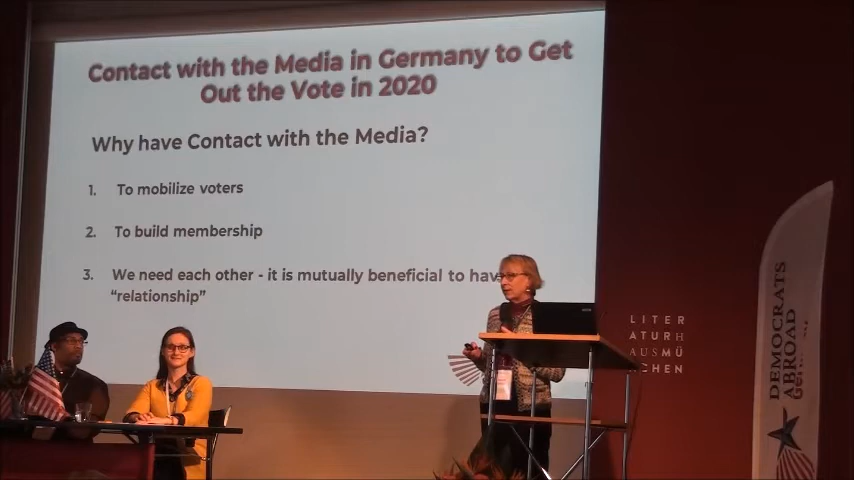 Contact with the Media in Germany to Get
Out the Vote in 2020
Why have Contact with the Media?
1. To mobilize voters
2. To build membership
3. We need each other - it is mutually beneficial to hav
"relationship"
LITER
ATURH
AUSMÜ
CHEN
DEMOCRATS
ABROAD